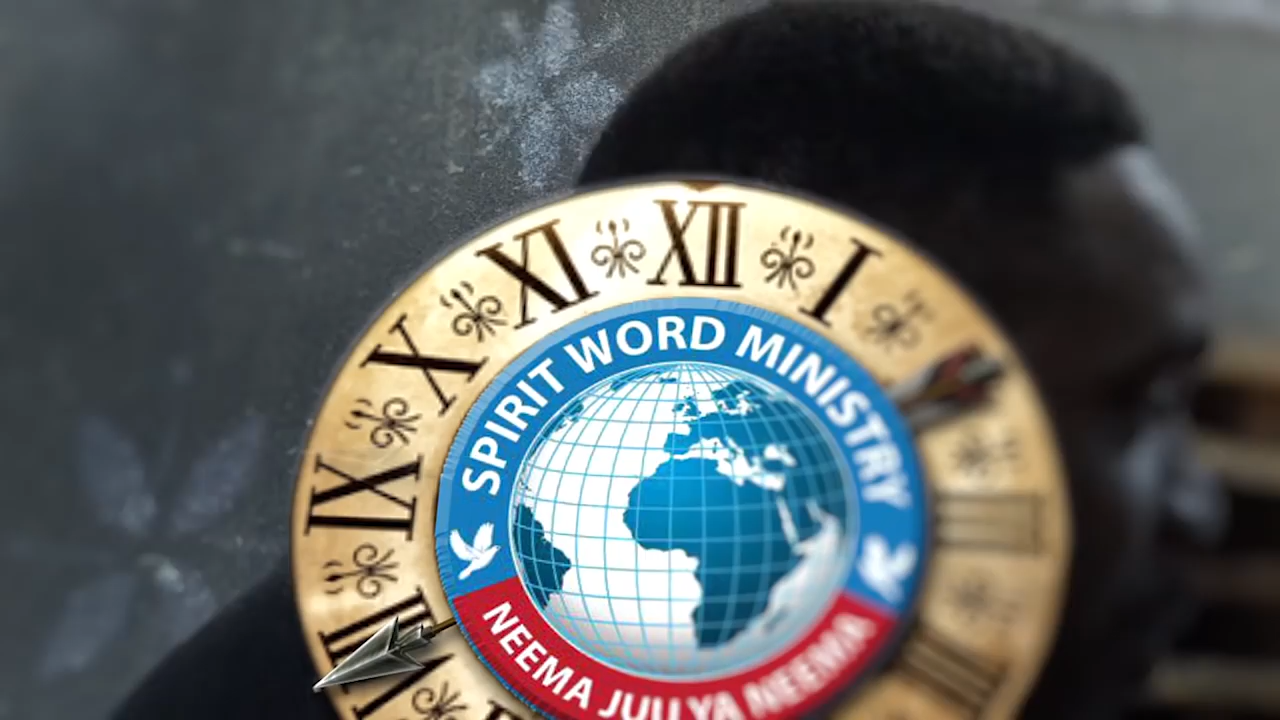 XII
I
XI
X
IX
SPIRIT WORD MINISTRY
NEEMA JUU YA NEEMA